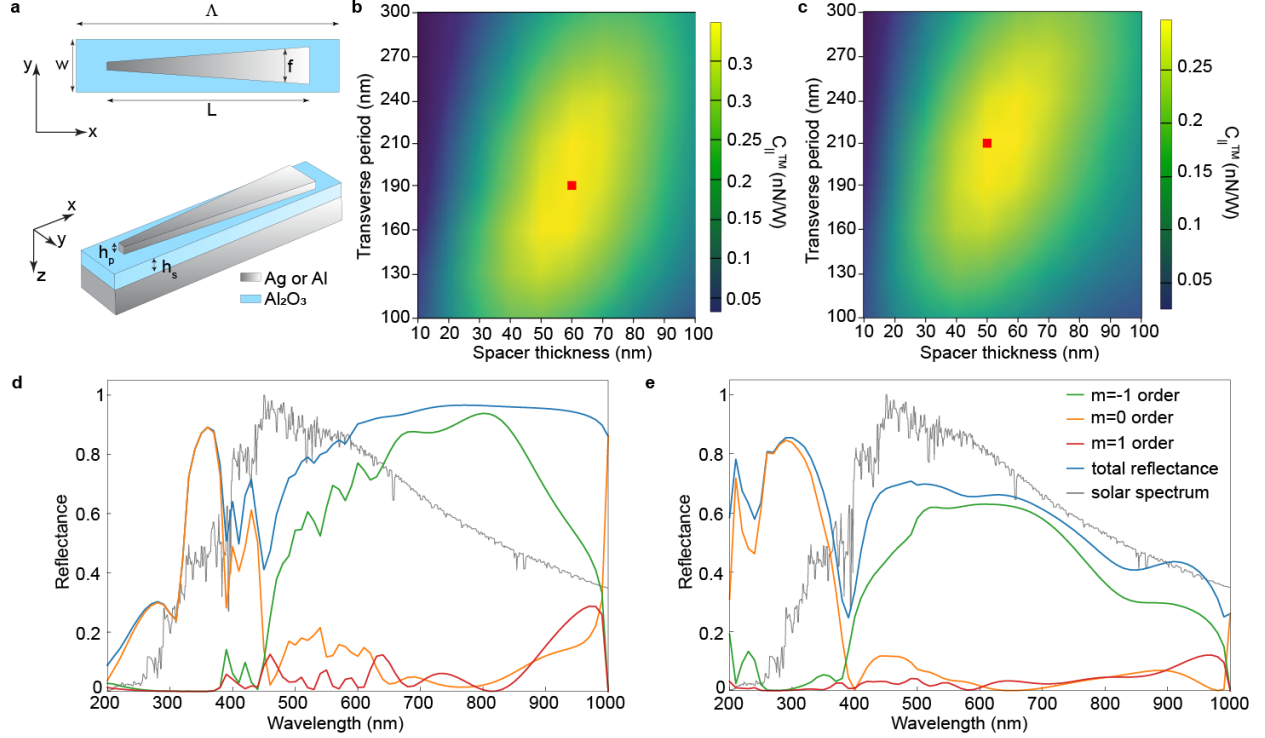 a
Λ
y
w
f
L
x
x
y
z
hp
hs
Ag or Al
Al₂O₃
b
300
270
240
210
190
160
130
100
Transverse period (nm)
10 20 30 40 50 60 70 80 90 100
Spacer thickness (nm)
0.3
0.3
0.25
0.2
0.15
0.1
0.05
C||TM (nN/W)
c
300
270
240
210
190
160
130
100
Transverse period (nm)
10 20 30 40 50 60 70 80 90 100
Spacer thickness (nm)
0.25
0.2
0.15
0.1
0.05
C||TM (nN/W)
d
1
0.8
0.6
0.4
0.2
0
Reflectance
200 300 400 500 600 700 800 900 1000
Wavelength (nm)
e
1
0.8
0.6
0.4
0.2
0
Reflectance
200 300 400 500 600 700 800 900 1000
Wavelength (nm)
m=-1 order
m=0 order
m=1 order
total reflectance
solar spectrum